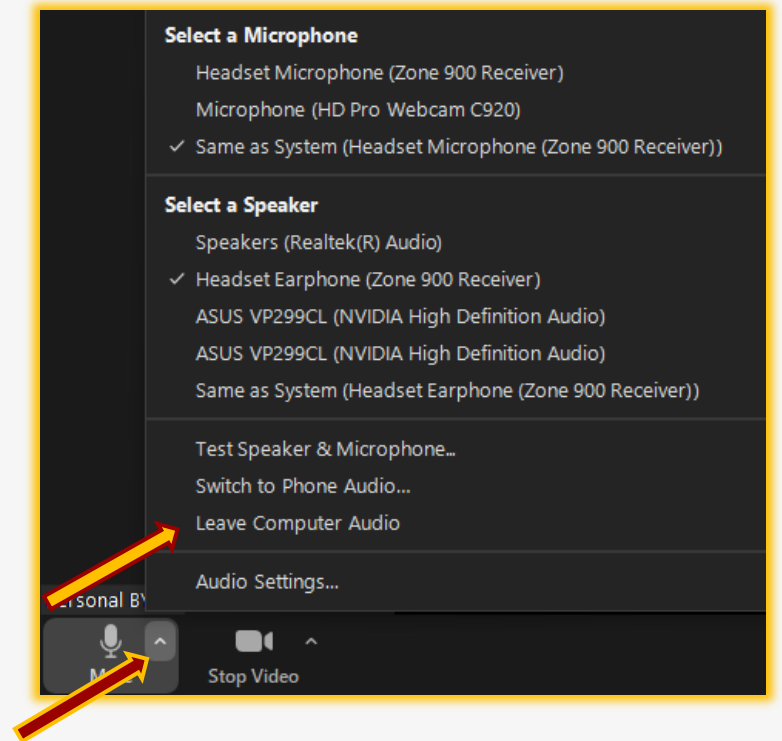 Select a Microphone
Headset Microphone (Zone 900 Receiver)
Microphone (HD Pro Webcam C920)
Same as System (Headset Microphone (Zone 900 Receiver))
Select a Speaker
Speakers (Realtek(R) Audio)
Headset Earphone (Zone 900 Receiver)
ASUS VP299CL (NVIDIA High Definition Audio)
ASUS VP299CL (NVIDIA High Definition Audio)
Same as System (Headset Earphone (Zone 900 Receiver))
Test Speaker & Microphone...
Switch to Phone Audio...
Leave Computer Audio
Audio Settings...
Stop Video